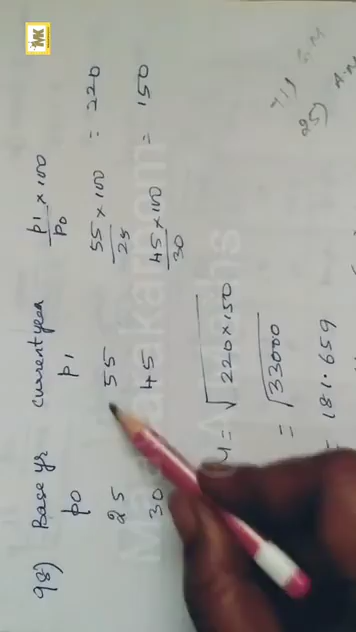 MK
98) Base yr current year p1/p0 × 100
p0 p1
25 55 55 × 100/25 = 220
30 45 45 × 100/30 = 150
= √220 × 150
= √33000
= 181.659
25)